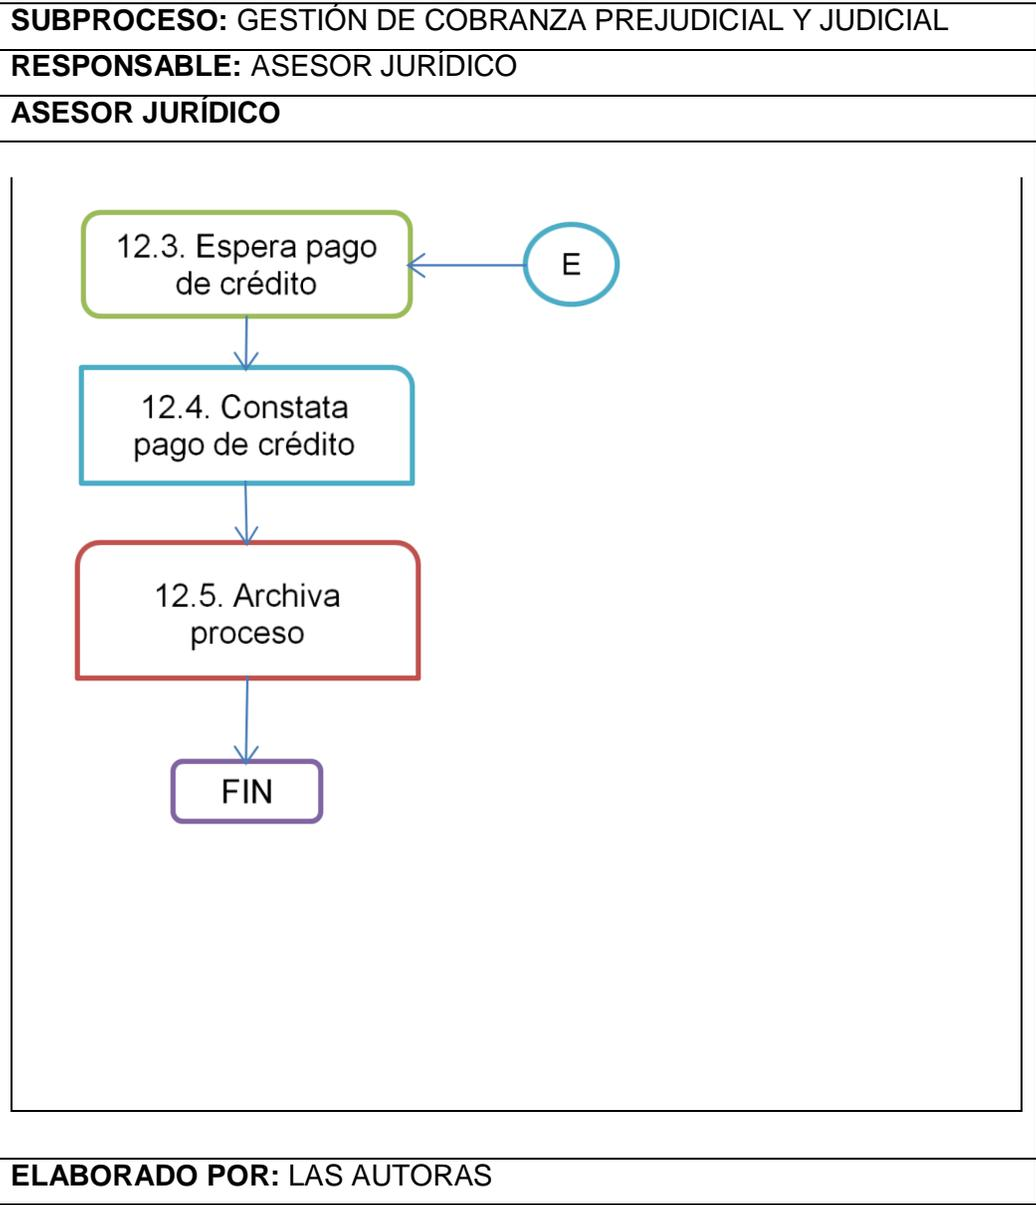 SUBPROCESO: GESTIÓN DE COBRANZA PREJUDICIAL Y JUDICIAL
RESPONSABLE: ASESOR JURÍDICO
ASESOR JURÍDICO
12.3. Espera pago
de crédito
E
12.4. Constata
pago de crédito
12.5. Archiva
proceso
FIN
ELABORADO POR: LAS AUTORAS